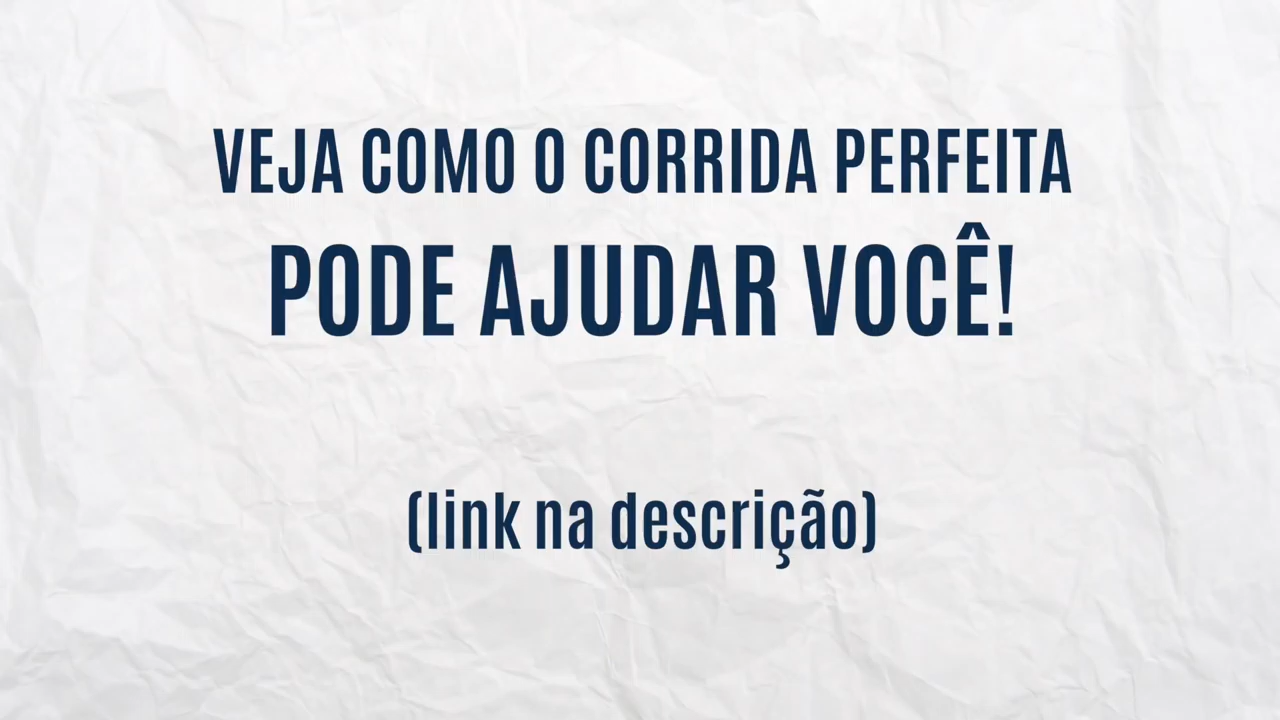 VEJA COMO O CORRIDA PERFEITA
PODE AJUDAR VOCÊ!
(link na descrição)